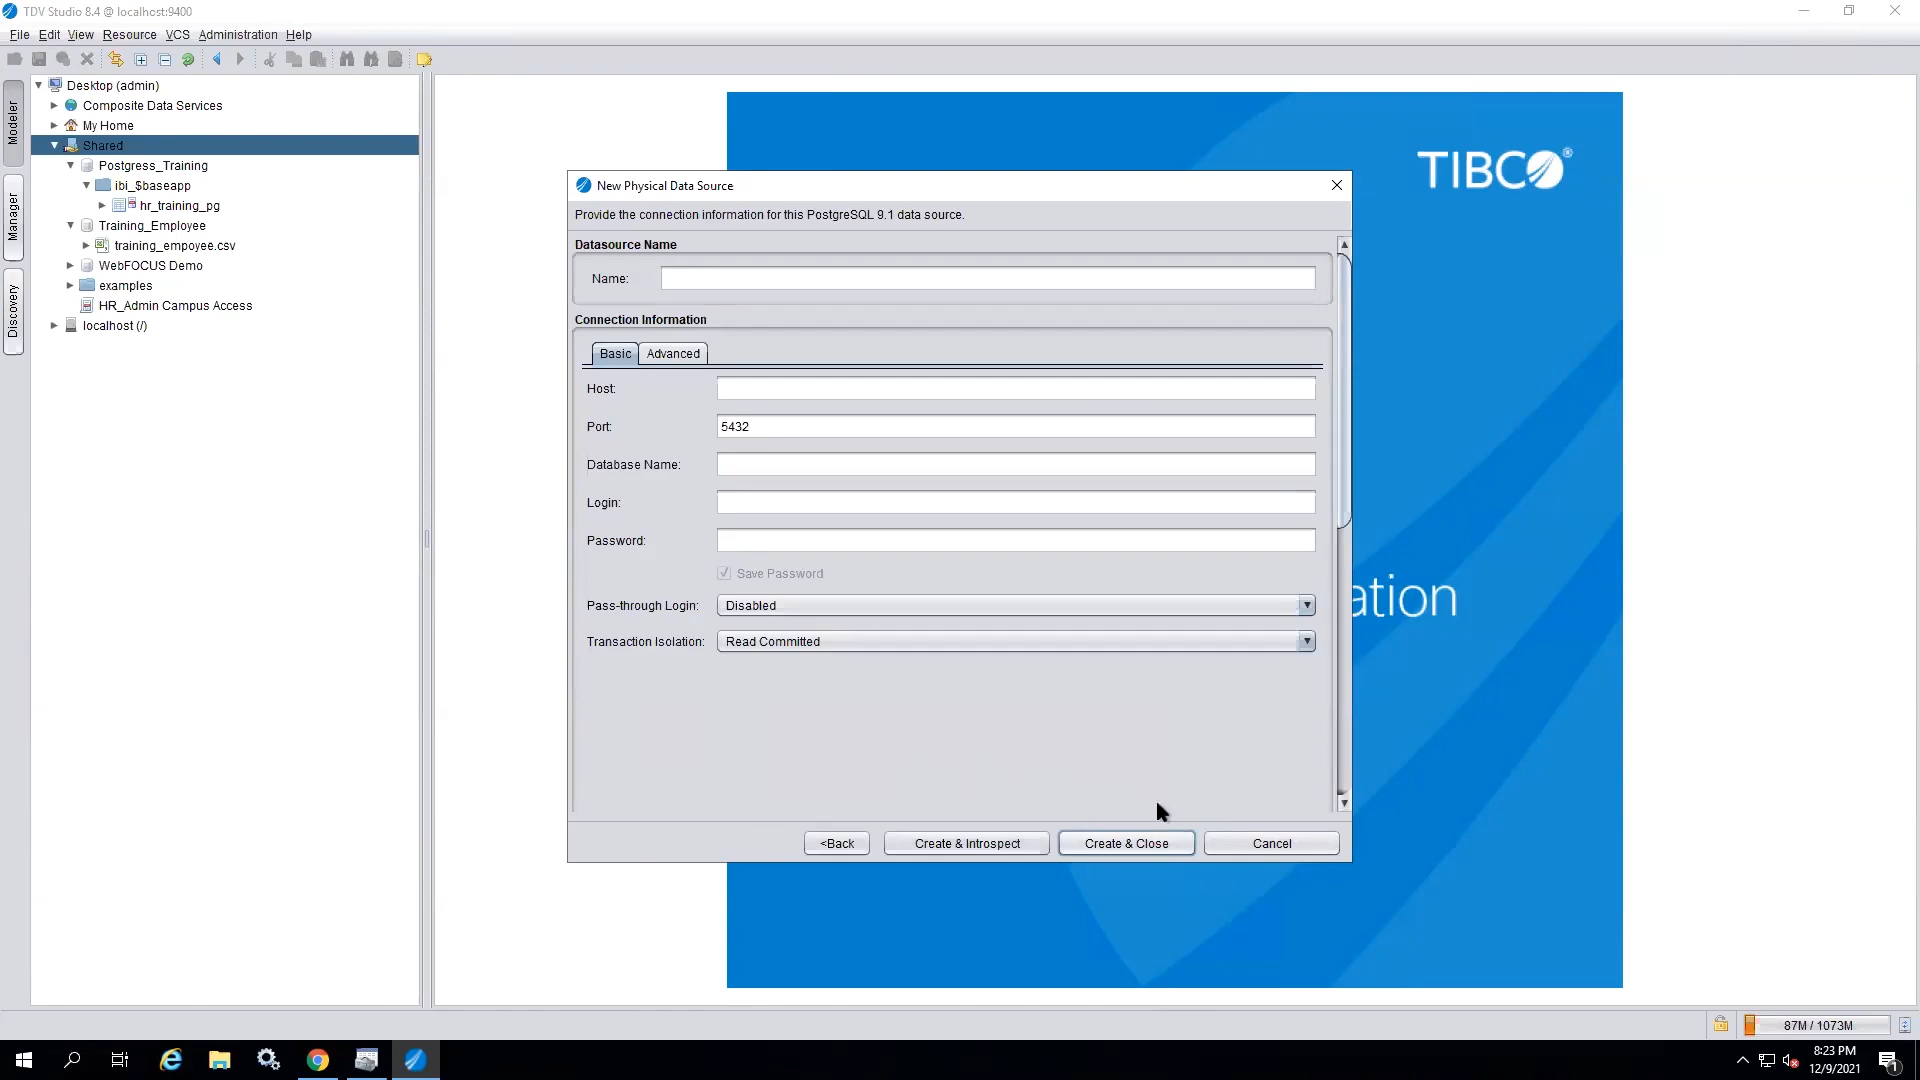 TDV Studio 8.4 @ localhost:9400
File Edit View Resource VCS Administration Help
Modeler
Manager
Discovery
Desktop (admin)
Composite Data Services
My Home
Shared
Postgress_Training
ibi_$baseapp
hr_training_pg
Training_Employee
training_empoyee.csv
WebFOCUS Demo
examples
HR_Admin Campus Access
localhost (/)
TIBCO®
ation
New Physical Data Source
Provide the connection information for this PostgreSQL 9.1 data source.
Datasource Name
Name:
Connection Information
Basic Advanced
Host:
Port: 5432
Database Name:
Login:
Password:
Save Password
Pass-through Login: Disabled
Transaction Isolation: Read Committed
<Back Create & Introspect Create & Close Cancel
87M / 1073M
8:23 PM
12/9/2021
1